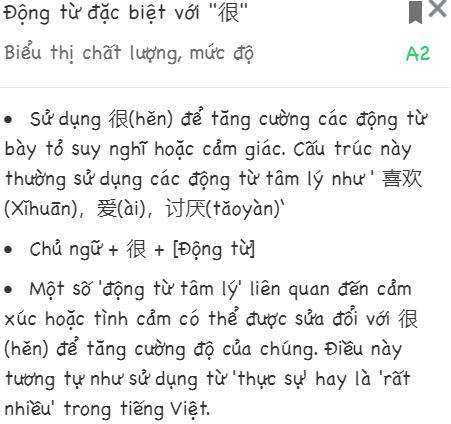 Động từ đặc biệt với "很"
Biểu thị chất lượng, mức độ
A2
• Sử dụng 很(hěn) để tăng cường các động từ
bày tỏ suy nghĩ hoặc cảm giác. Cấu trúc này
thường sử dụng các động từ tâm lý như ' 喜欢
(Xǐhuān)，爱(ài)，讨厌(tǎoyàn)‘
• Chủ ngữ + 很 + [Động từ]
• Một số 'động từ tâm lý' liên quan đến cảm
xúc hoặc tình cảm có thể được sửa đổi với 很
(hěn) để tăng cường độ của chúng. Điều này
tương tự như sử dụng từ 'thực sự' hay là 'rất
nhiều' trong tiếng Việt.